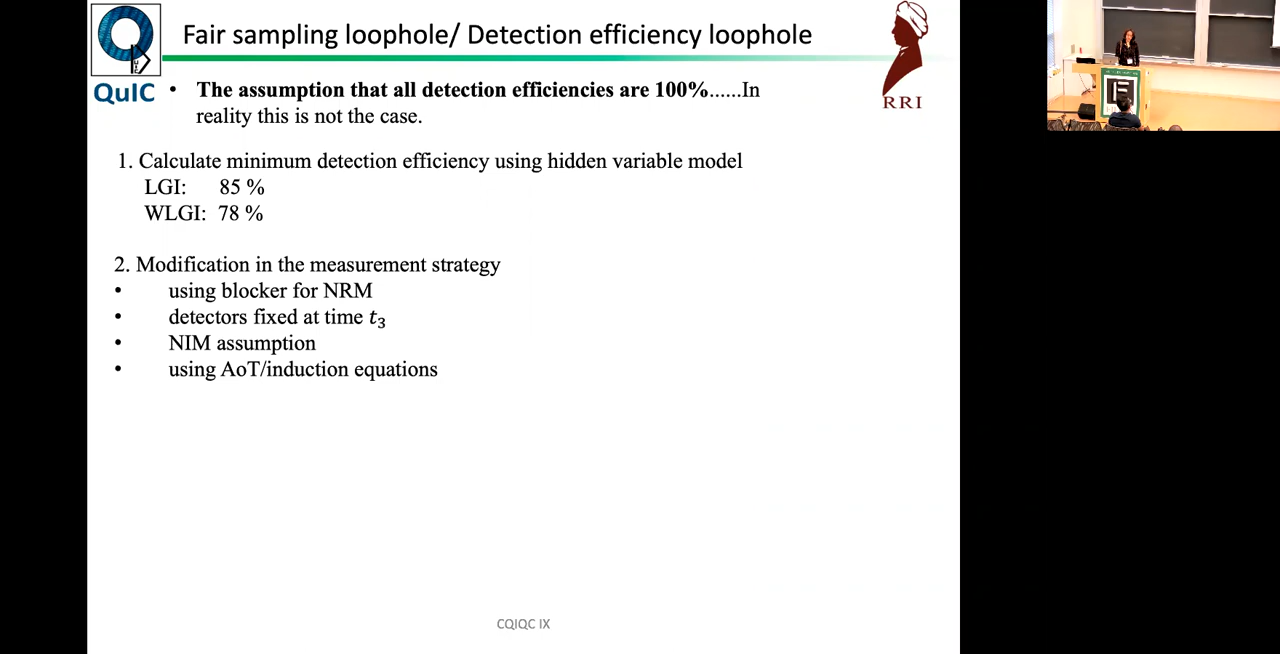 Fair sampling loophole/ Detection efficiency loophole
QuIC
RRI
• The assumption that all detection efficiencies are 100%......In
reality this is not the case.
1. Calculate minimum detection efficiency using hidden variable model
LGI: 85 %
WLGI: 78 %
2. Modification in the measurement strategy
• using blocker for NRM
• detectors fixed at time t₃
• NIM assumption
• using AoT/induction equations
CQIQC IX